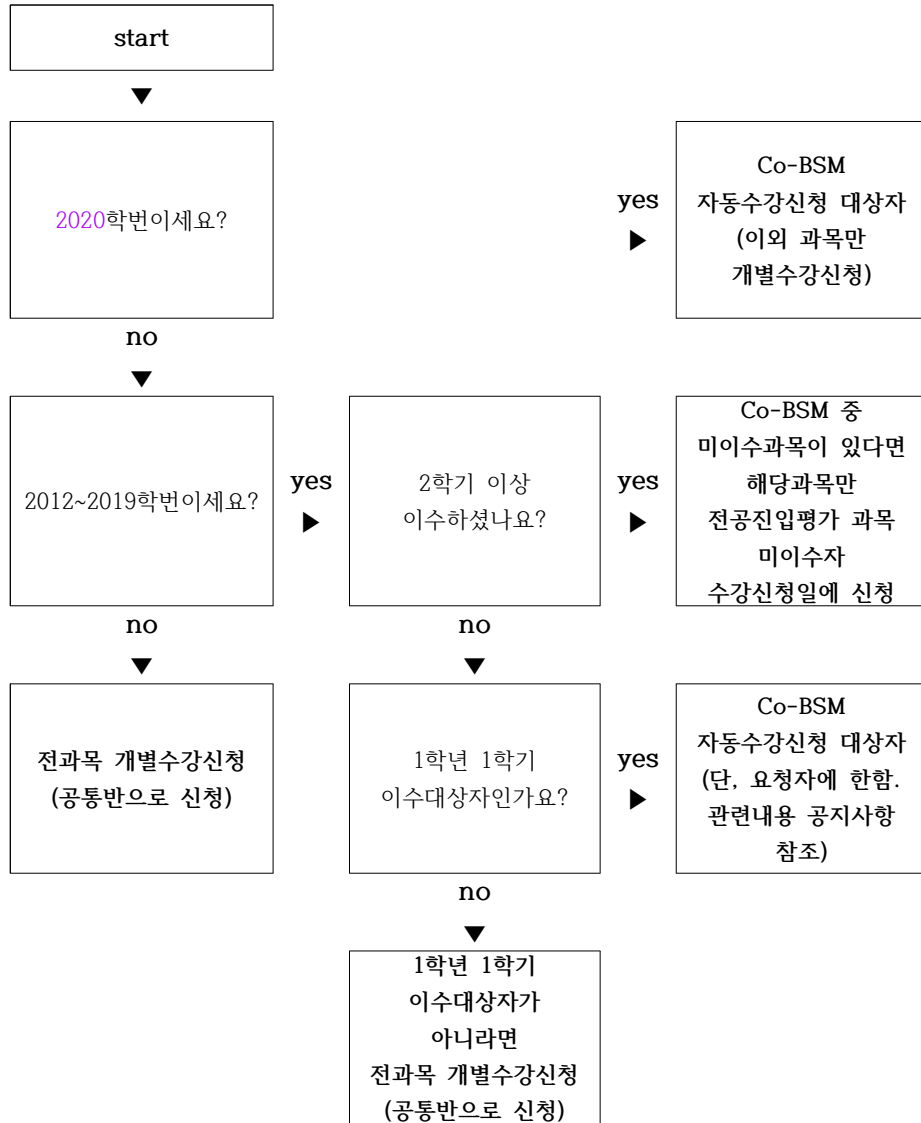 start
▼
2020학번이세요?
yes
▶
Co-BSM
자동수강신청 대상자
(이외 과목만
개별수강신청)
no
▼
2012~2019학번이세요?
yes
▶
2학기 이상
이수하셨나요?
yes
▶
Co-BSM 중
미이수과목이 있다면
해당과목만
전공진입평가 과목
미이수자
수강신청일에 신청
no
▼
no
▼
전과목 개별수강신청
(공통반으로 신청)
1학년 1학기
이수대상자인가요?
yes
▶
Co-BSM
자동수강신청 대상자
(단, 요청자에 한함.
관련내용 공지사항
참조)
no
▼
1학년 1학기
이수대상자가
아니라면
전과목 개별수강신청
(공통반으로 신청)